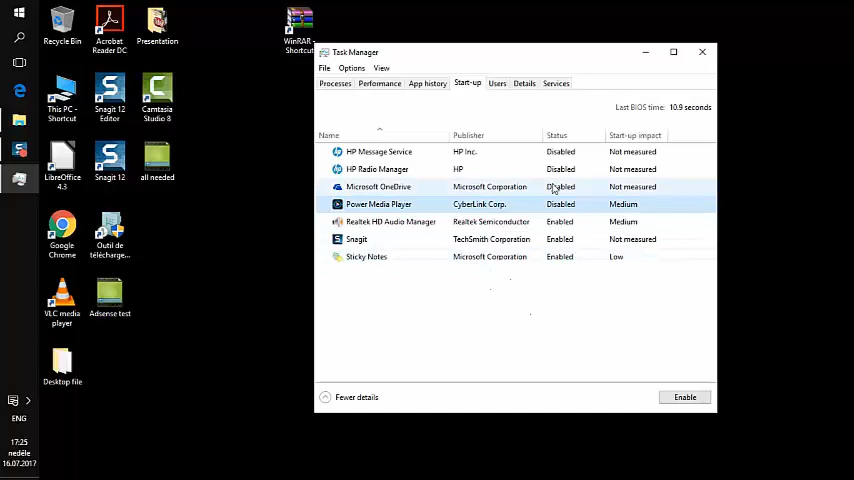 Recycle Bin
Acrobat
Reader DC
Presentation
WinRAR -
Shortcut
This PC -
Shortcut
Snagit 12
Editor
Camtasia
Studio 8
LibreOffice
4.3
Snagit 12
all needed
Google
Chrome
Outil de
télécharge...
VLC media
player
Adsense test
Desktop file
ENG
17:25
neděle
16.07.2017
Task Manager
File Options View
Processes Performance App history Start-up Users Details Services
Last BIOS time: 10.9 seconds
Name Publisher Status Start-up impact
HP Message Service HP Inc. Disabled Not measured
HP Radio Manager HP Disabled Not measured
Microsoft OneDrive Microsoft Corporation Disabled Not measured
Power Media Player CyberLink Corp. Disabled Medium
Realtek HD Audio Manager Realtek Semiconductor Enabled Medium
Snagit TechSmith Corporation Enabled Not measured
Sticky Notes Microsoft Corporation Enabled Low
Fewer details
Enable